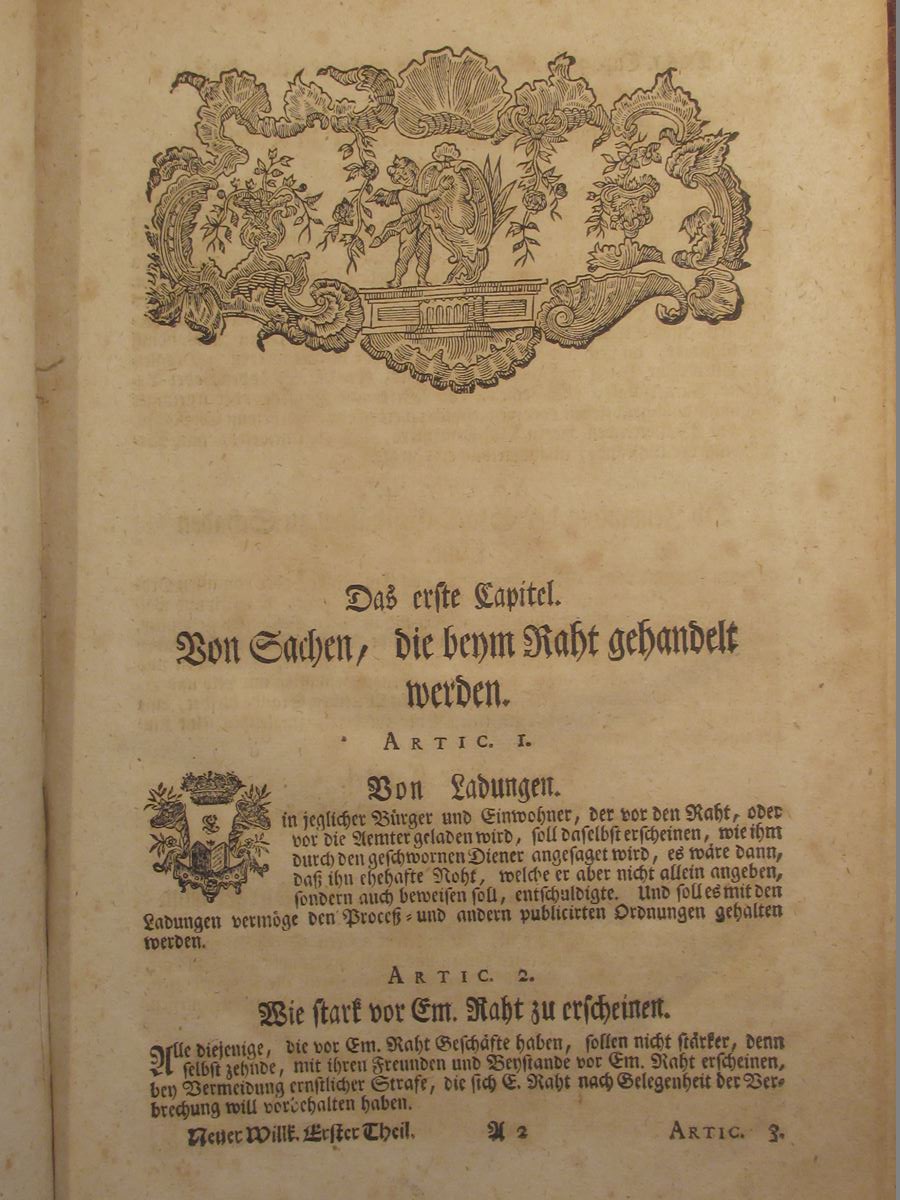 Das erste Capitel.
Von Sachen, die beym Raht gehandelt
werden.
ARTIC. 1.
Von Ladungen.
Ein jeglicher Bürger und Einwohner, der vor den Raht, oder
vor die Aemter geladen wird, soll daselbst erscheinen, wie ihm
durch den geschwornen Diener angesaget wird, es wäre dann,
daß ihn ehehafte Noht, welche er aber nicht allein angeben,
sondern auch beweisen soll, entschuldigte. Und soll es mit den
Ladungen vermöge den Proceß- und andern publicirten Ordnungen gehalten
werden.
ARTIC. 2.
Wie stark vor Em. Raht zu erscheinen.
Alle diejenige, die vor Em. Raht Geschäfte haben, sollen nicht stärker, denn
selbst zehnde, mit ihren Freunden und Beystande vor Em. Raht erscheinen,
bey Vermeidung ernstlicher Strafe, die sich E. Raht nach Gelegenheit der Ver-
brechung will vorbehalten haben.
Neuer Willk. Erster Theil. A 2 ARTIC. 3.